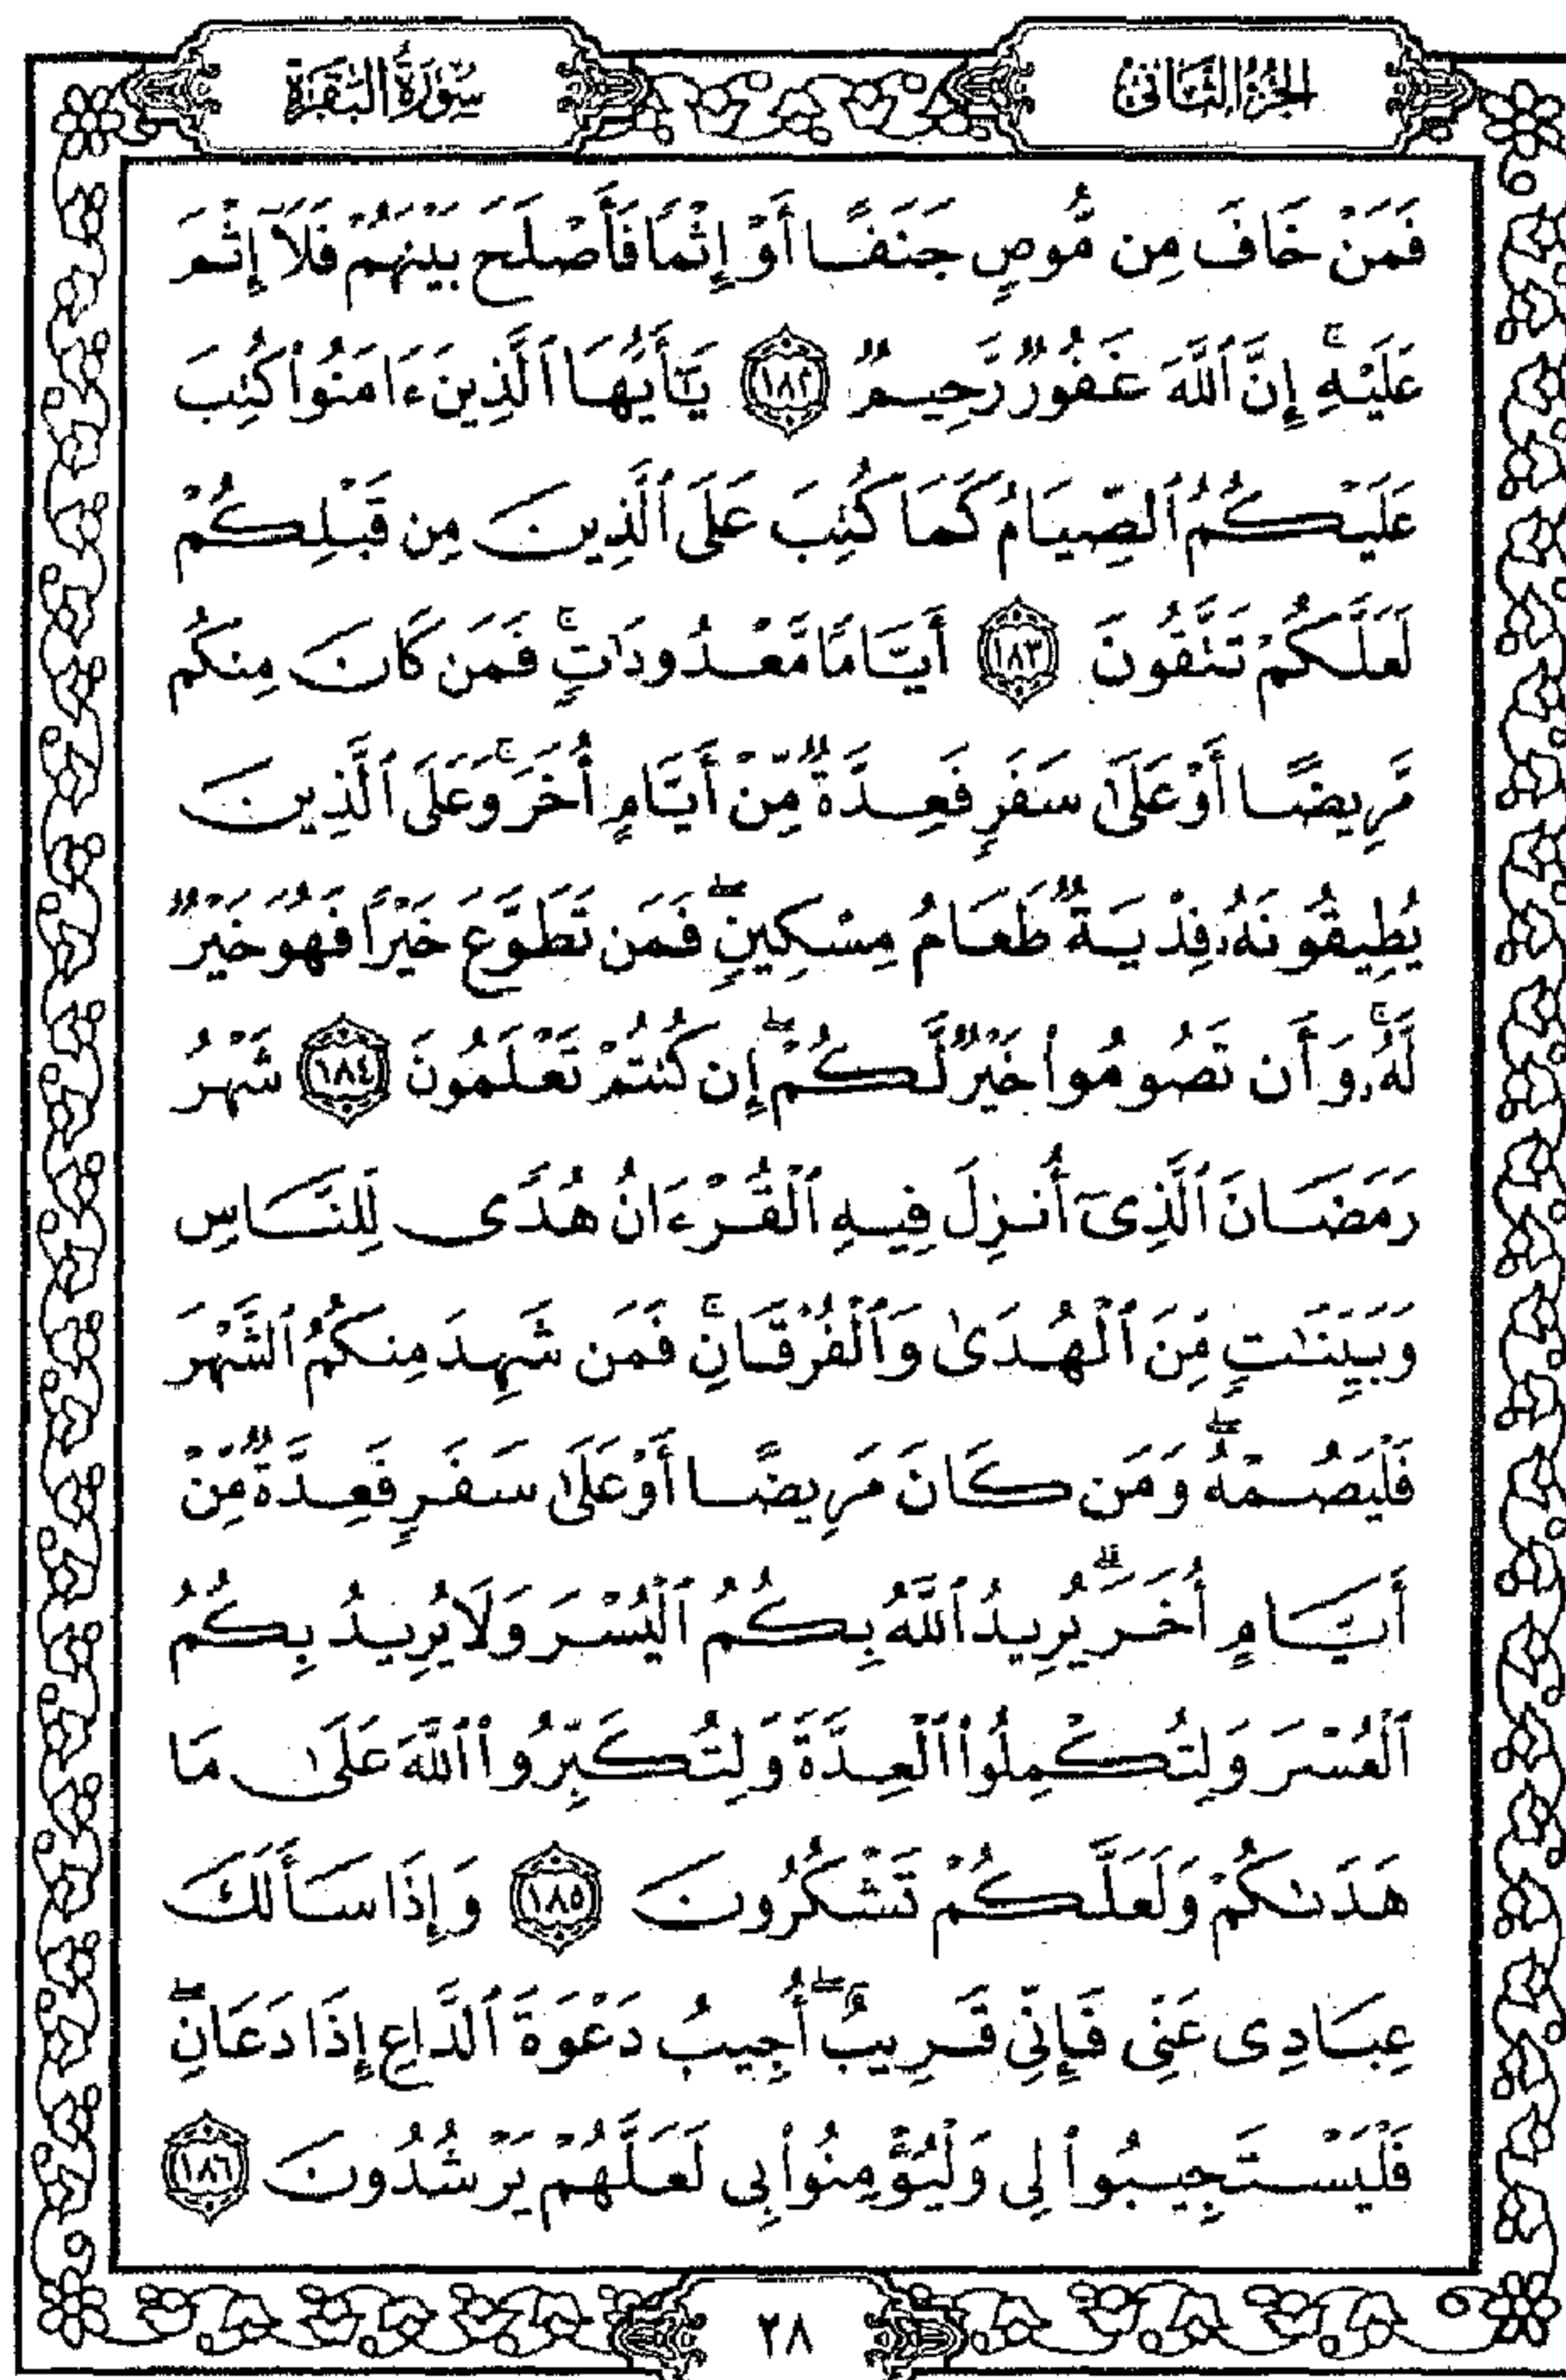 الجزء الثاني
سورة البقرة
فَمَنْ خَافَ مِن مُّوصٍ جَنَفًا أَوْ إِثْمًا فَأَصْلَحَ بَيْنَهُمْ فَلَآ إِثْمَ
عَلَيْهِ ۚ إِنَّ ٱللَّهَ غَفُورٌ رَّحِيمٌ ١٨٢ يَـٰٓأَيُّهَا ٱلَّذِينَ ءَامَنُوا۟ كُتِبَ
عَلَيْكُمُ ٱلصِّيَامُ كَمَا كُتِبَ عَلَى ٱلَّذِينَ مِن قَبْلِكُمْ
لَعَلَّكُمْ تَتَّقُونَ ١٨٣ أَيَّامًا مَّعْدُودَٰتٍ ۚ فَمَن كَانَ مِنكُم
مَّرِيضًا أَوْ عَلَىٰ سَفَرٍ فَعِدَّةٌ مِّنْ أَيَّامٍ أُخَرَ ۚ وَعَلَى ٱلَّذِينَ
يُطِيقُونَهُۥ فِدْيَةٌ طَعَامُ مِسْكِينٍ ۖ فَمَن تَطَوَّعَ خَيْرًا فَهُوَ خَيْرٌ
لَّهُۥ ۚ وَأَن تَصُومُوا۟ خَيْرٌ لَّكُمْ ۖ إِن كُنتُمْ تَعْلَمُونَ ١٨٤ شَهْرُ
رَمَضَانَ ٱلَّذِىٓ أُنزِلَ فِيهِ ٱلْقُرْءَانُ هُدًى لِّلنَّاسِ
وَبَيِّنَـٰتٍ مِّنَ ٱلْهُدَىٰ وَٱلْفُرْقَانِ ۚ فَمَن شَهِدَ مِنكُمُ ٱلشَّهْرَ
فَلْيَصُمْهُ ۖ وَمَن كَانَ مَرِيضًا أَوْ عَلَىٰ سَفَرٍ فَعِدَّةٌ مِّنْ
أَيَّامٍ أُخَرَ ۗ يُرِيدُ ٱللَّهُ بِكُمُ ٱلْيُسْرَ وَلَا يُرِيدُ بِكُمُ
ٱلْعُسْرَ وَلِتُكْمِلُوا۟ ٱلْعِدَّةَ وَلِتُكَبِّرُوا۟ ٱللَّهَ عَلَىٰ مَا
هَدَىٰكُمْ وَلَعَلَّكُمْ تَشْكُرُونَ ١٨٥ وَإِذَا سَأَلَكَ
عِبَادِى عَنِّى فَإِنِّى قَرِيبٌ ۖ أُجِيبُ دَعْوَةَ ٱلدَّاعِ إِذَا دَعَانِ ۖ
فَلْيَسْتَجِيبُوا۟ لِى وَلْيُؤْمِنُوا۟ بِى لَعَلَّهُمْ يَرْشُدُونَ ١٨٦
٢٨